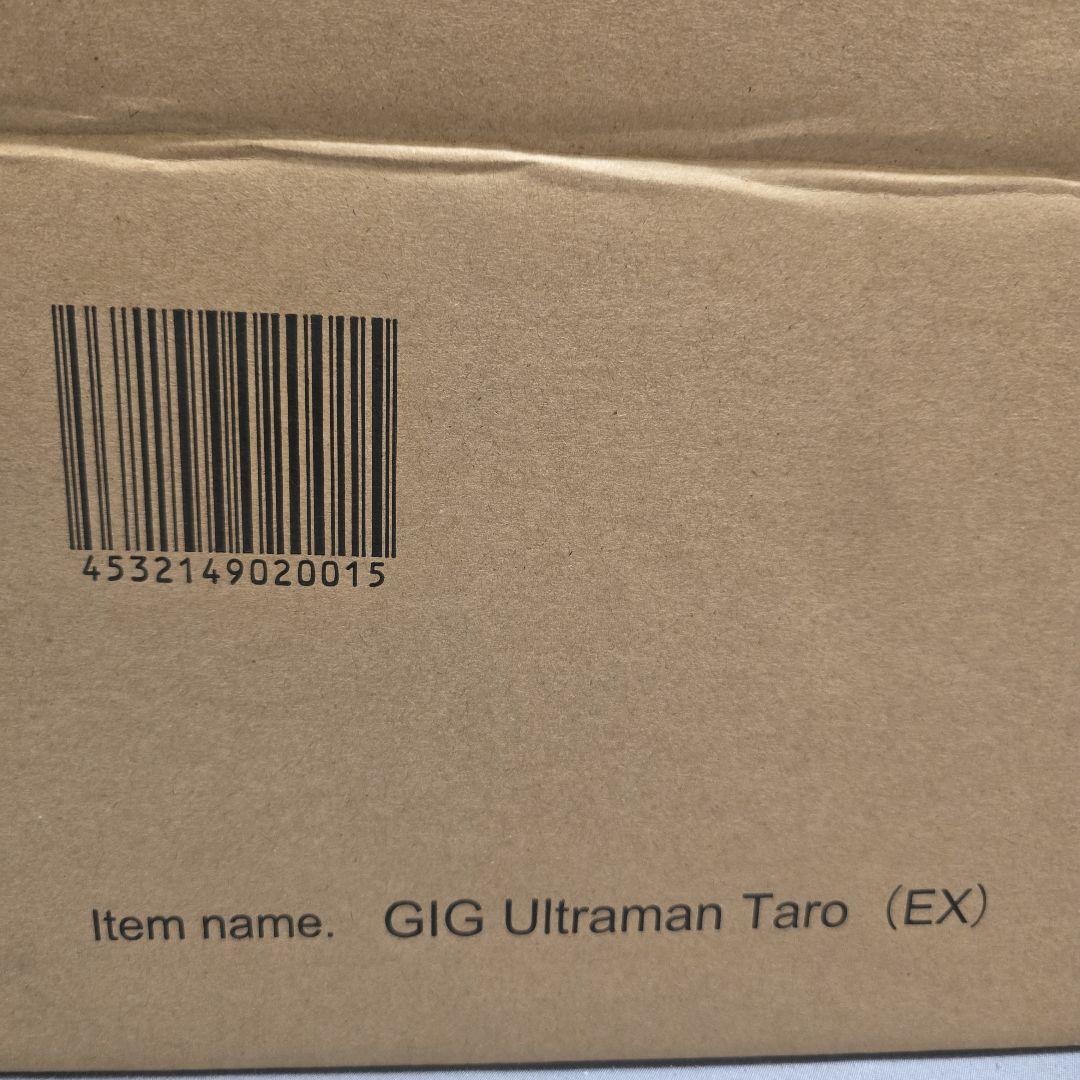 4532149020015
Item name. GIG Ultraman Taro（EX）